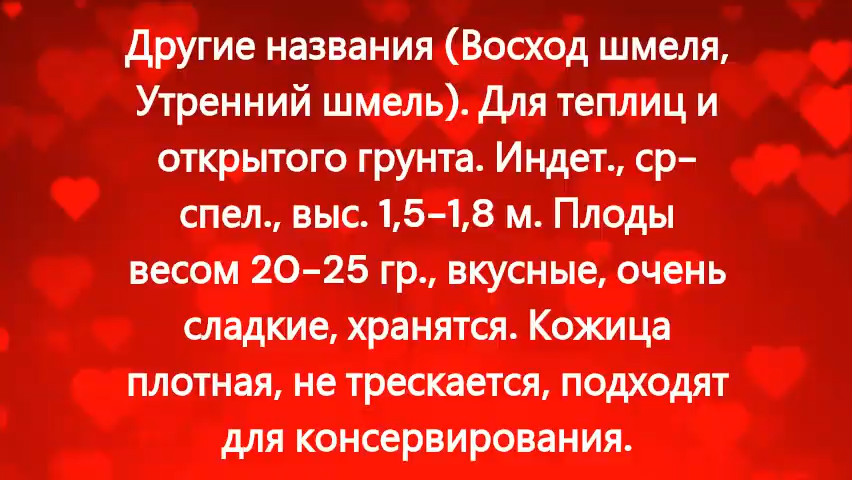 Другие названия (Восход шмеля,
Утренний шмель). Для теплиц и
открытого грунта. Индет., ср-
спел., выс. 1,5-1,8 м. Плоды
весом 20-25 гр., вкусные, очень
сладкие, хранятся. Кожица
плотная, не трескается, подходят
для консервирования.